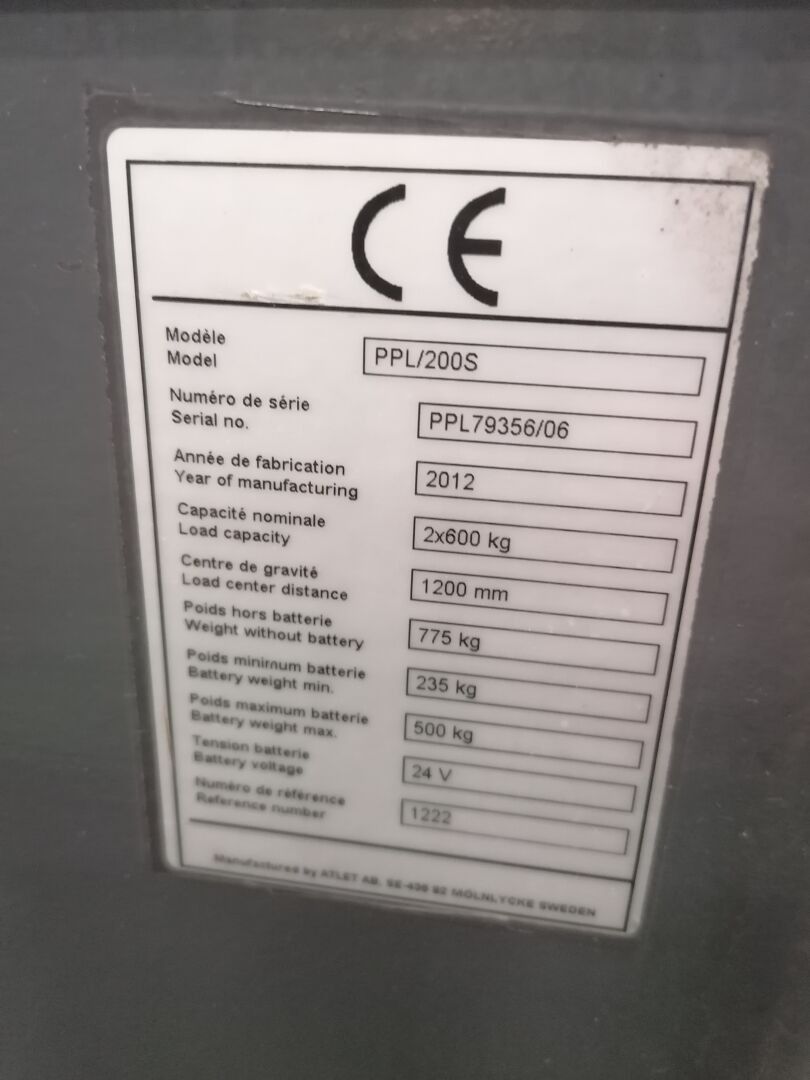 CE
Modèle
Model
PPL/200S
Numéro de série
Serial no.
PPL79356/06
Année de fabrication
Year of manufacturing
2012
Capacité nominale
Load capacity
2x600 kg
Centre de gravité
Load center distance
1200 mm
Poids hors batterie
Weight without battery
775 kg
Poids minimum batterie
Battery weight min.
235 kg
Poids maximum batterie
Battery weight max.
500 kg
Tension batterie
Battery voltage
24 V
Numéro de référence
Reference number
1222
Manufactured by ATLET AB, SE-436 82 MÖLNLYCKE SWEDEN